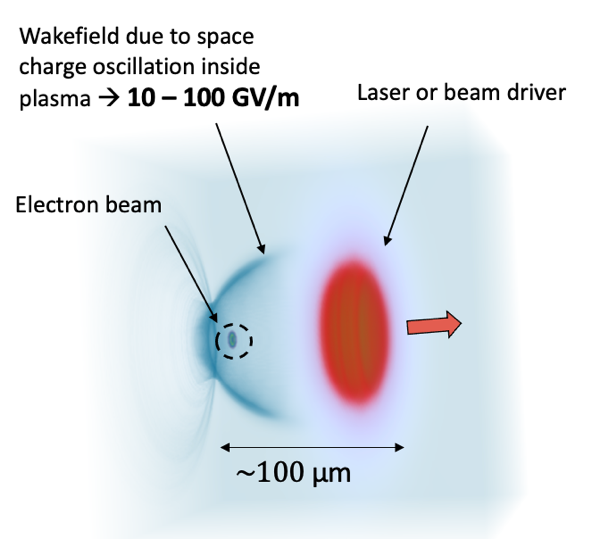 Wakefield due to space
charge oscillation inside
plasma → 10 – 100 GV/m
Laser or beam driver
Electron beam
~100 μm